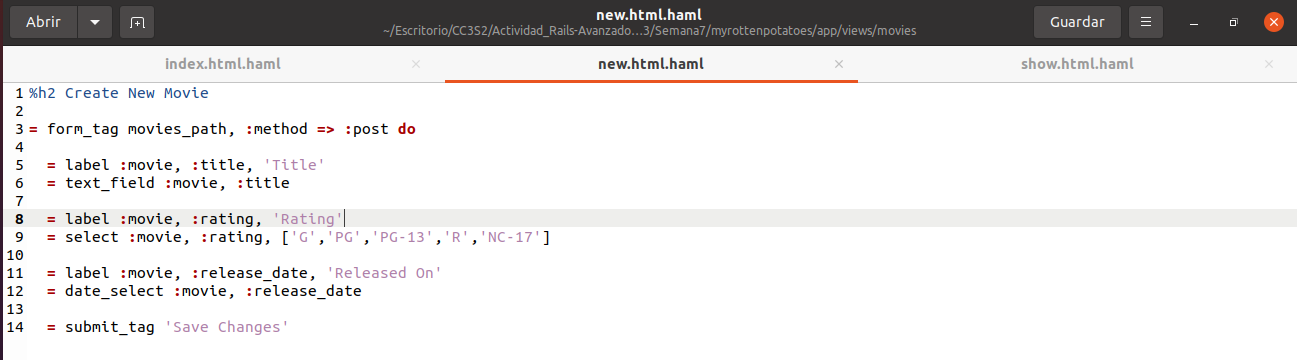 Abrir
new.html.haml
~/Escritorio/CC3S2/Actividad_Rails-Avanzado...3/Semana7/myrottenpotatoes/app/views/movies
Guardar
index.html.haml
new.html.haml
show.html.haml
1 %h2 Create New Movie
2
3 = form_tag movies_path, :method => :post do
4
5   = label :movie, :title, 'Title'
6   = text_field :movie, :title
7
8   = label :movie, :rating, 'Rating'
9   = select :movie, :rating, ['G','PG','PG-13','R','NC-17']
10
11   = label :movie, :release_date, 'Released On'
12   = date_select :movie, :release_date
13
14   = submit_tag 'Save Changes'